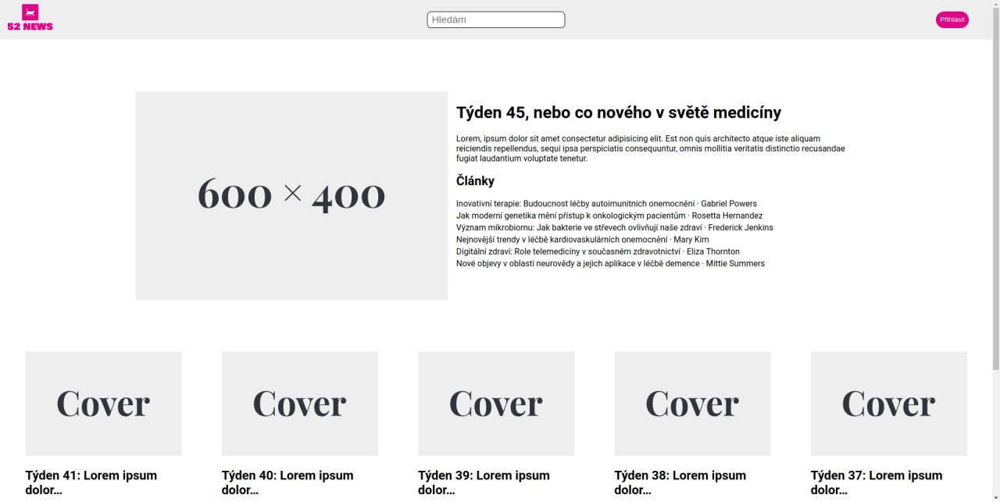 52 NEWS
Hledám
Přihlásit
600 × 400
Týden 45, nebo co nového v světě medicíny
Lorem, ipsum dolor sit amet consectetur adipisicing elit. Est non quis architecto atque iste aliquam
reiciendis repellendus, sequi ipsa perspiciatis consequuntur, omnis mollitia veritatis distinctio recusandae
fugiat laudantium voluptate tenetur.
Články
Inovativní terapie: Budoucnost léčby autoimunitních onemocnění · Gabriel Powers
Jak moderní genetika mění přístup k onkologickým pacientům · Rosetta Hernandez
Význam mikrobiomu: Jak bakterie ve střevech ovlivňují naše zdraví · Frederick Jenkins
Nejnovější trendy v léčbě kardiovaskulárních onemocnění · Mary Kim
Digitální zdraví: Role telemedicíny v současném zdravotnictví · Eliza Thornton
Nové objevy v oblasti neurovědy a jejich aplikace v léčbě demence · Mittie Summers
Cover
Týden 41: Lorem ipsum
dolor...
Cover
Týden 40: Lorem ipsum
dolor...
Cover
Týden 39: Lorem ipsum
dolor...
Cover
Týden 38: Lorem ipsum
dolor...
Cover
Týden 37: Lorem ipsum
dolor...